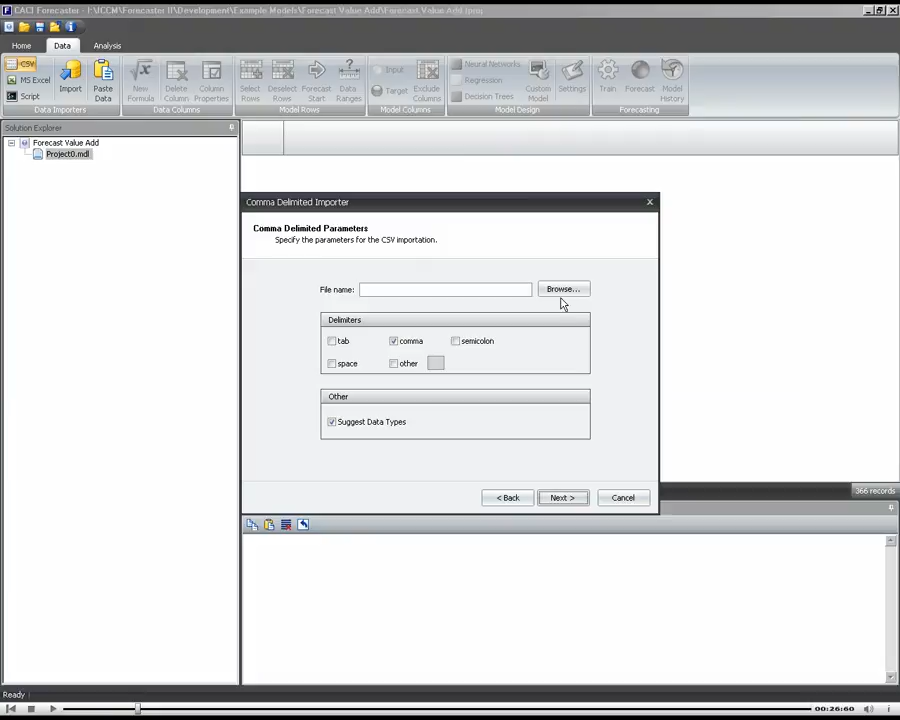 CACI Forecaster - I:\ICCM\Forecaster II\Development\Example Models\Forecast Value Add\Forecast Value Add.fproj
Home Data Analysis
CSV
MS Excel
Script
Import
Paste Data
Data Importers
New Formula
Delete Column
Column Properties
Data Columns
Select Rows
Deselect Rows
Forecast Start
Data Ranges
Model Rows
Input
Target
Exclude Columns
Model Columns
Neural Networks
Regression
Decision Trees
Custom Model
Settings
Model Design
Train
Forecast
Model History
Forecasting
Solution Explorer
Forecast Value Add
Project0.mdl
Comma Delimited Importer X
Comma Delimited Parameters
Specify the parameters for the CSV importation.
File name: Browse...
Delimiters
tab comma semicolon
space other
Other
Suggest Data Types
< Back Next > Cancel
366 records
Ready
00:26:60